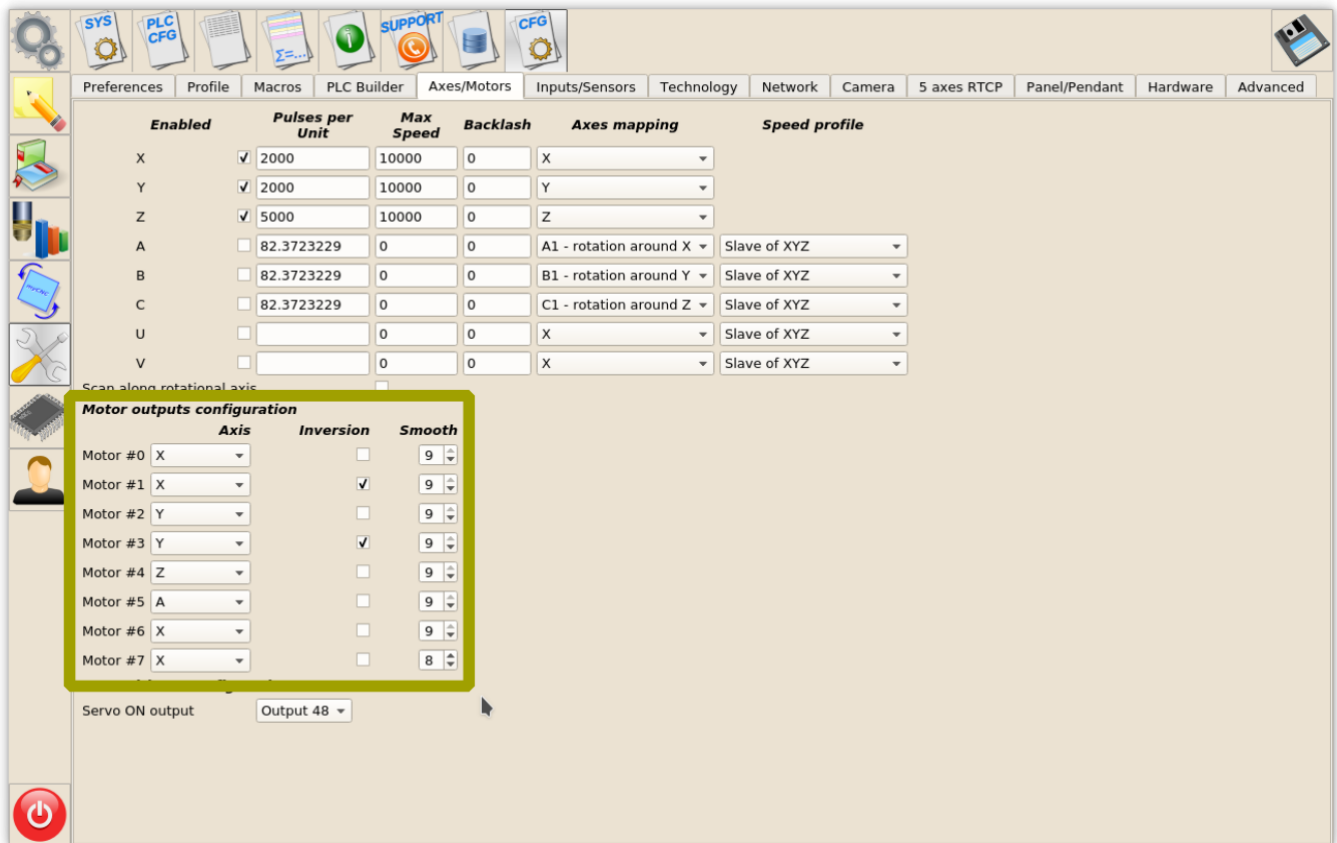 SYS PLC CFG Σ=... i SUPPORT CFG
Preferences Profile Macros PLC Builder Axes/Motors Inputs/Sensors Technology Network Camera 5 axes RTCP Panel/Pendant Hardware Advanced
Enabled Pulses per Unit Max Speed Backlash Axes mapping Speed profile
X 2000 10000 0 X
Y 2000 10000 0 Y
Z 5000 10000 0 Z
A 82.3723229 0 0 A1 - rotation around X Slave of XYZ
B 82.3723229 0 0 B1 - rotation around Y Slave of XYZ
C 82.3723229 0 0 C1 - rotation around Z Slave of XYZ
U 0 0 X Slave of XYZ
V 0 0 X Slave of XYZ
Scan along rotational axis
myCNC
Motor outputs configuration
Axis Inversion Smooth
Motor #0 X 9
Motor #1 X 9
Motor #2 Y 9
Motor #3 Y 9
Motor #4 Z 9
Motor #5 A 9
Motor #6 X 9
Motor #7 X 8
Servo ON output Output 48